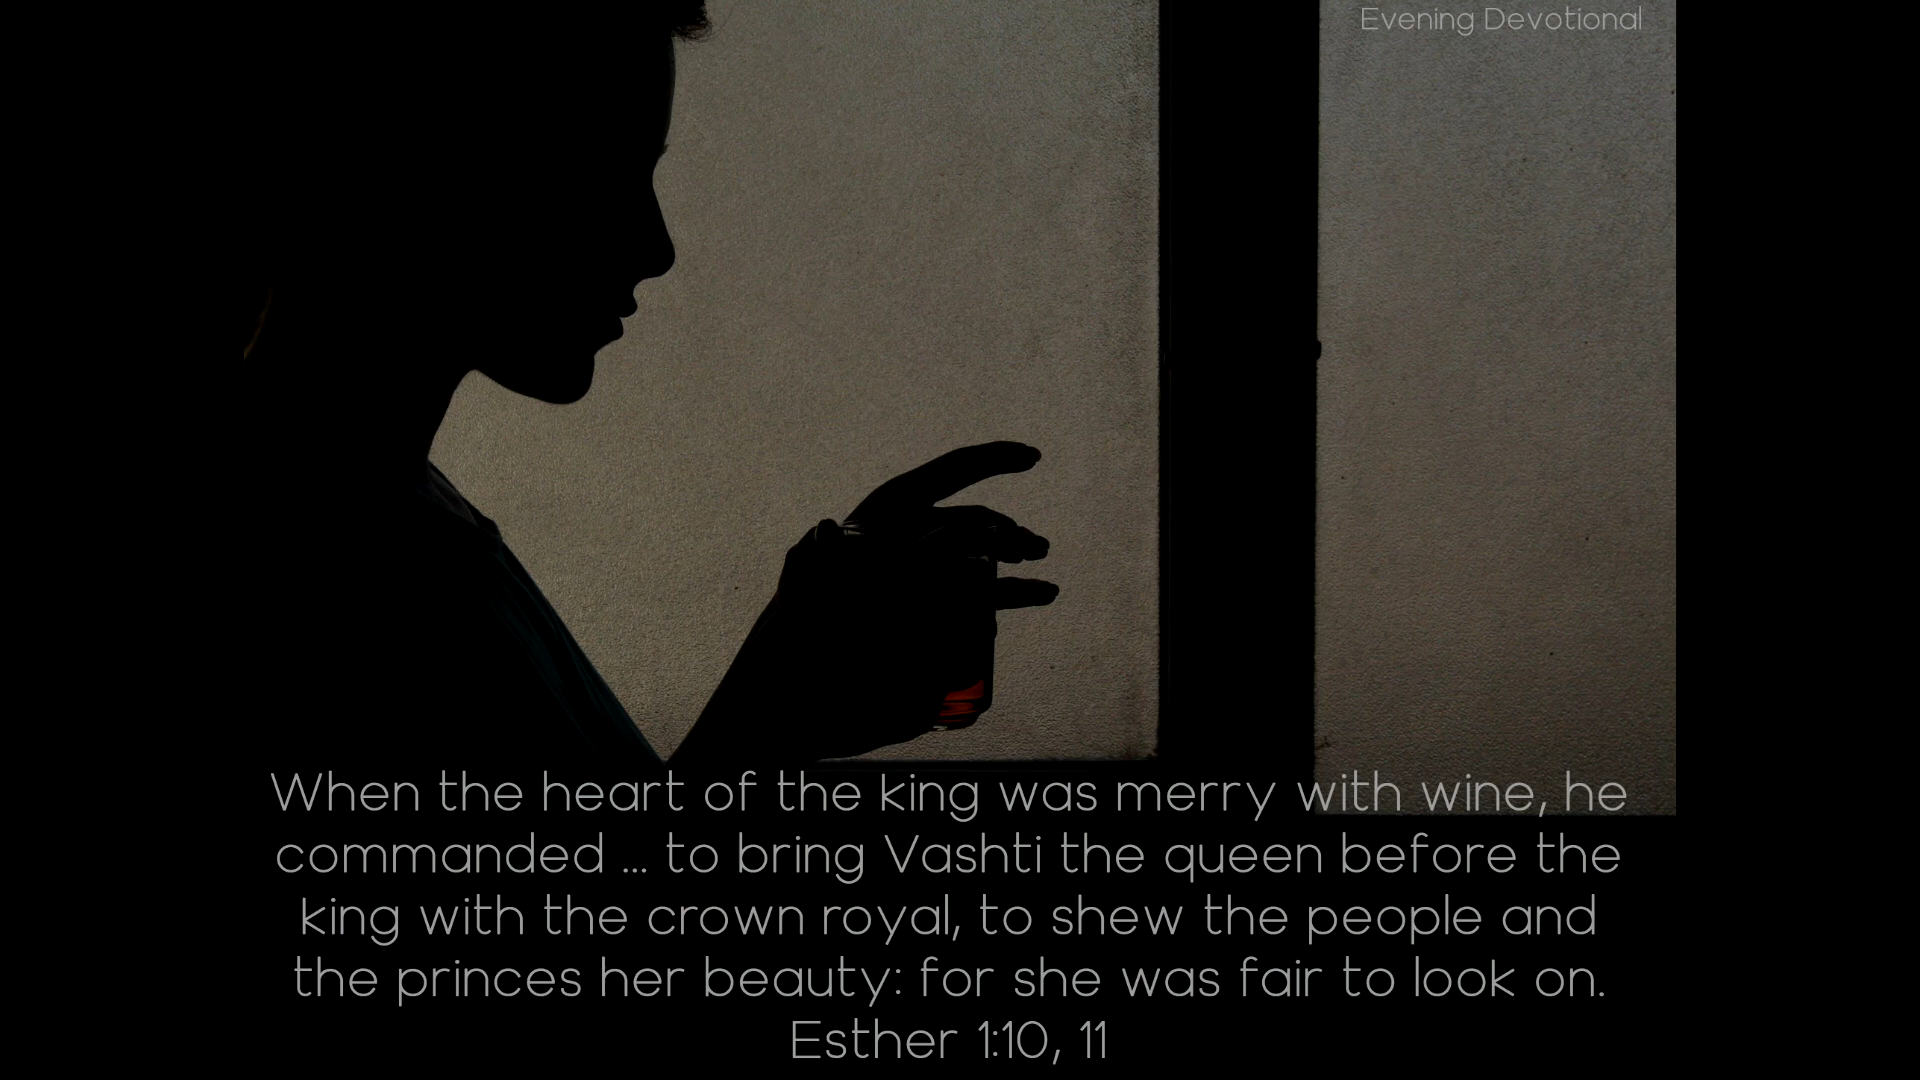 Evening Devotional
When the heart of the king was merry with wine, he
commanded ... to bring Vashti the queen before the
king with the crown royal, to shew the people and
the princes her beauty: for she was fair to look on.
Esther 1:10, 11